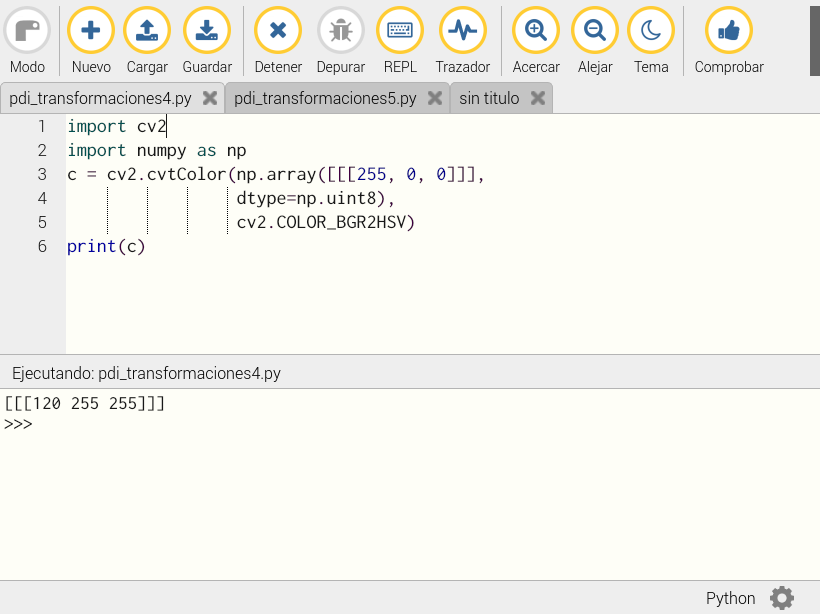 Modo Nuevo Cargar Guardar Detener Depurar REPL Trazador Acercar Alejar Tema Comprobar
pdi_transformaciones4.py pdi_transformaciones5.py sin titulo
1 import cv2
2 import numpy as np
3 c = cv2.cvtColor(np.array([[[255, 0, 0]]],
4 dtype=np.uint8),
5 cv2.COLOR_BGR2HSV)
6 print(c)
Ejecutando: pdi_transformaciones4.py
[[[120 255 255]]]
>>>
Python